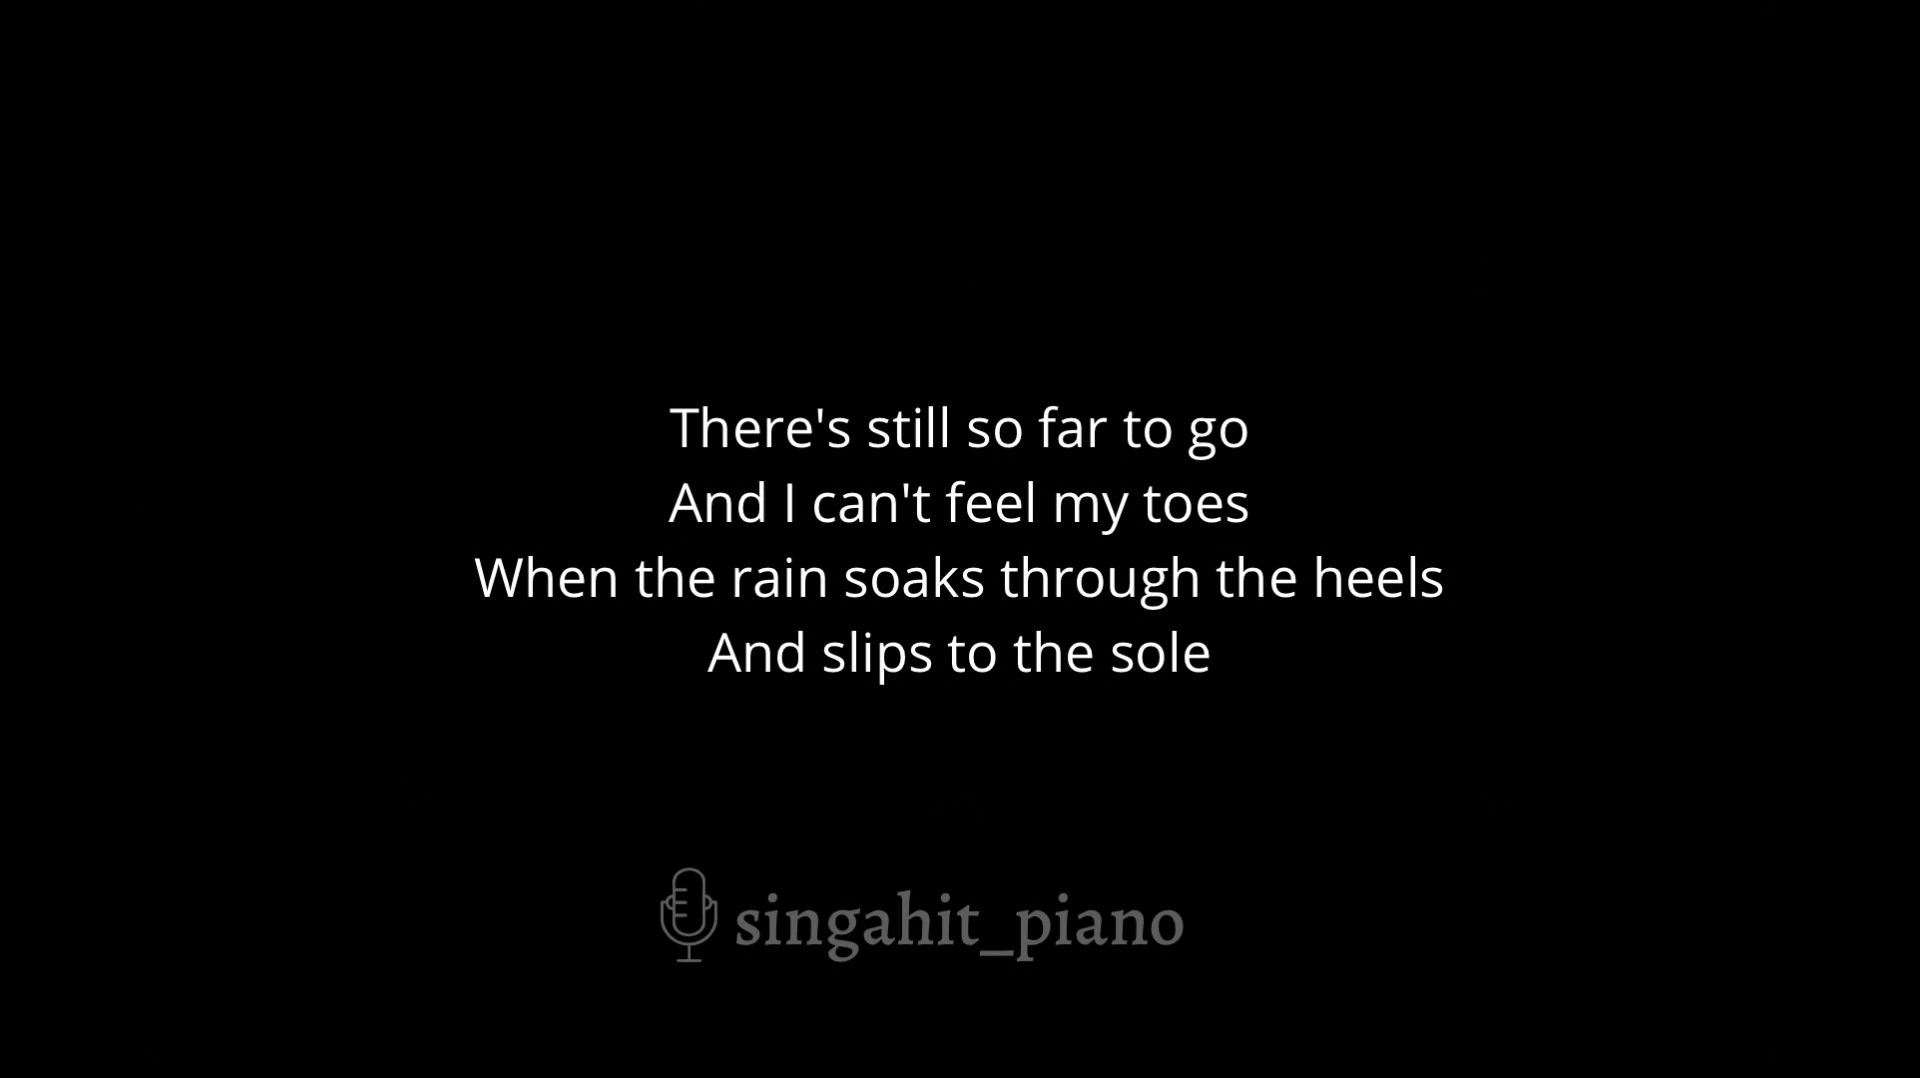 There's still so far to go
And I can't feel my toes
When the rain soaks through the heels
And slips to the sole
singahit_piano